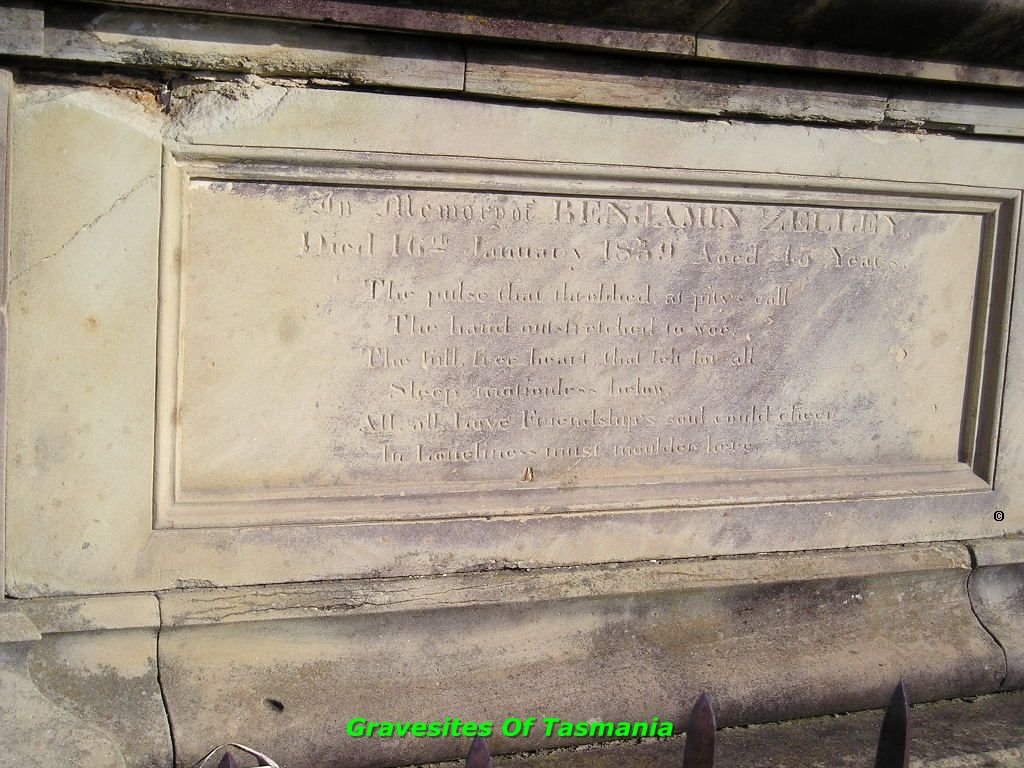 In Memory of BENJAMIN ZELLEY.
Died 16th January 1859 Aged 45 Years.
The pulse that throbbed at pity's call
The hand outstretched to woe,
The full, free heart, that felt for all
Sleep motionless below,
All, all, Love Friendship's soul could cheer
In Loneliness must moulder here.
©
Gravesites Of Tasmania